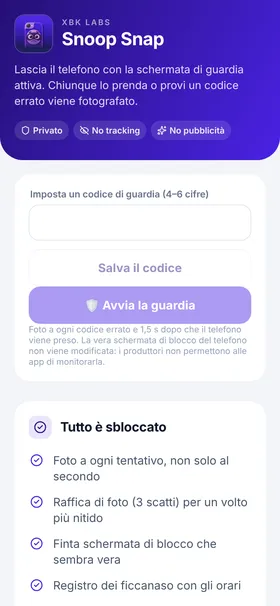 XBK LABS
Snoop Snap
Lascia il telefono con la schermata di guardia
attiva. Chiunque lo prenda o provi un codice
errato viene fotografato.
Privato
No tracking
No pubblicità
Imposta un codice di guardia (4–6 cifre)
Salva il codice
🛡️ Avvia la guardia
Foto a ogni codice errato e 1,5 s dopo che il telefono
viene preso. La vera schermata di blocco del telefono
non viene modificata: i produttori non permettono alle
app di monitorarla.
Tutto è sbloccato
Foto a ogni tentativo, non solo al
secondo
Raffica di foto (3 scatti) per un volto
più nitido
Finta schermata di blocco che
sembra vera
Registro dei ficcanaso con gli orari